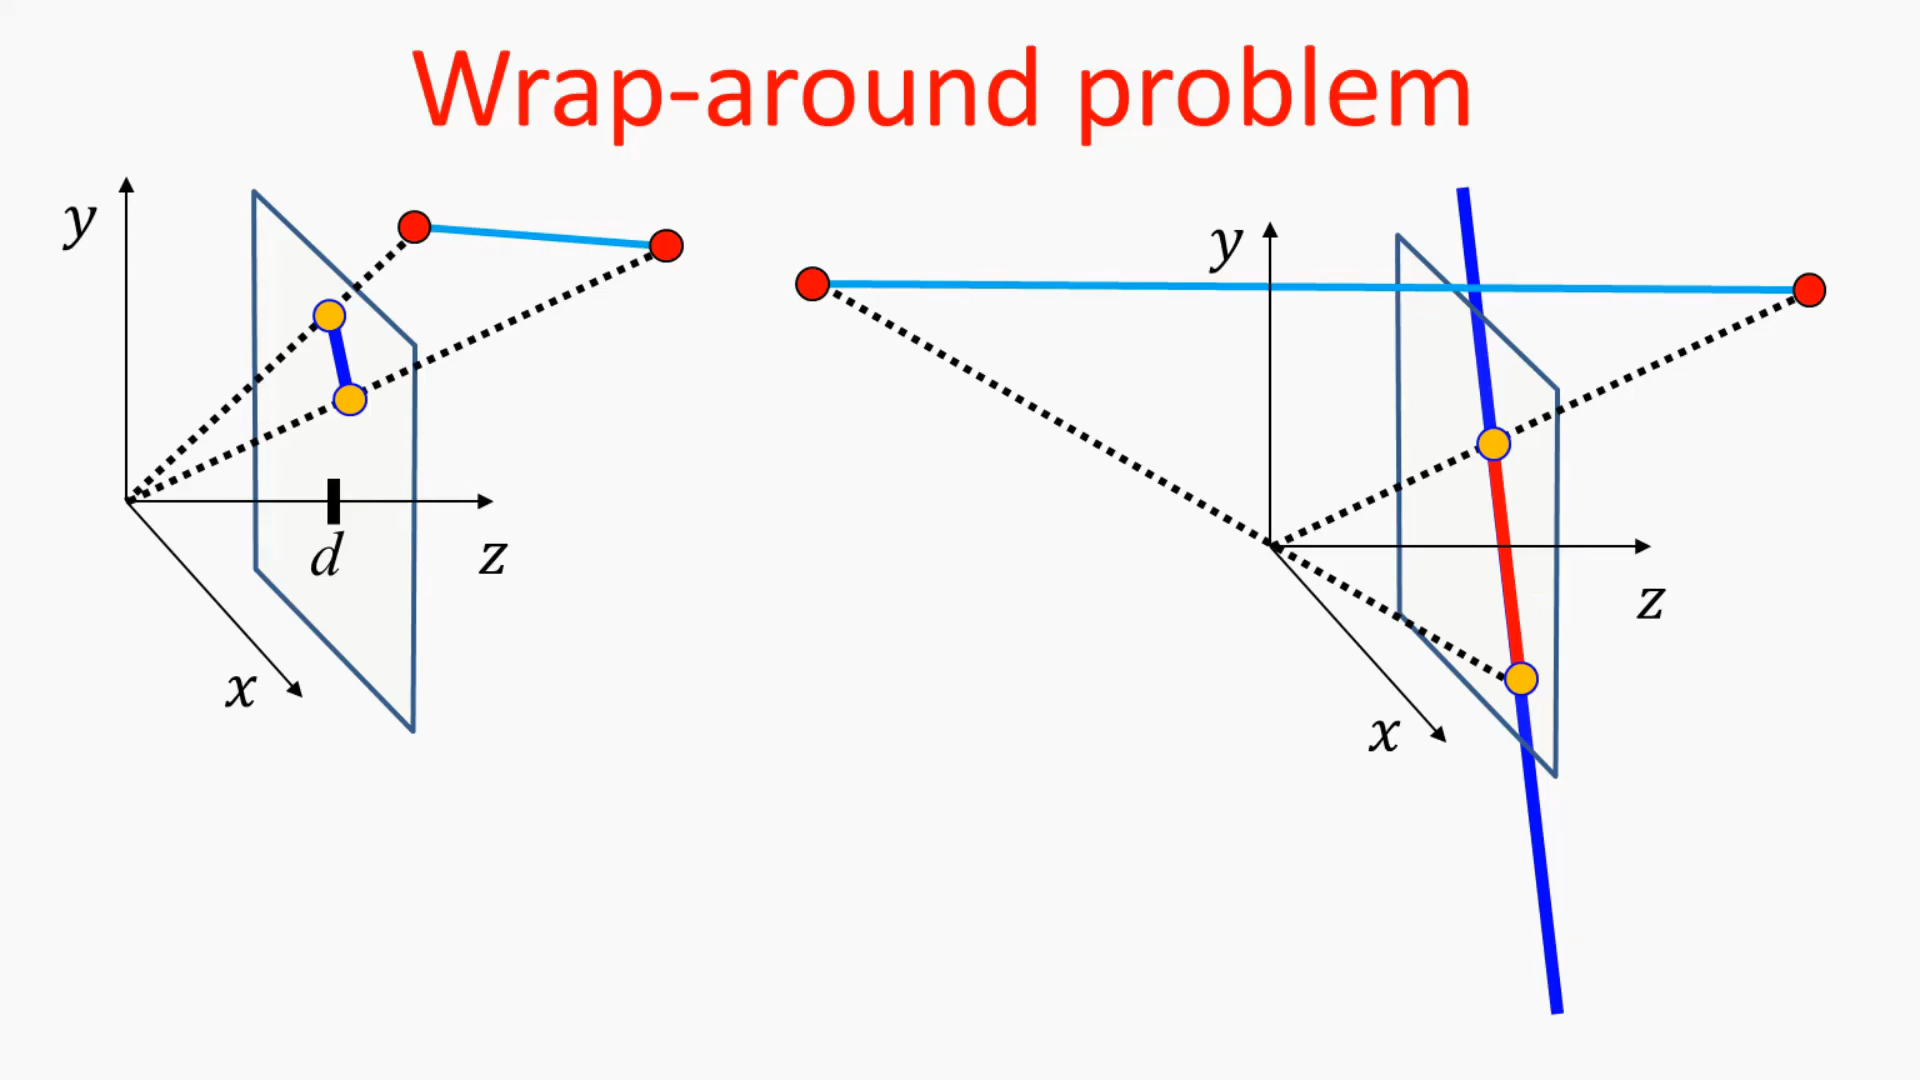 Wrap-around problem
y
d
z
x
y
z
x